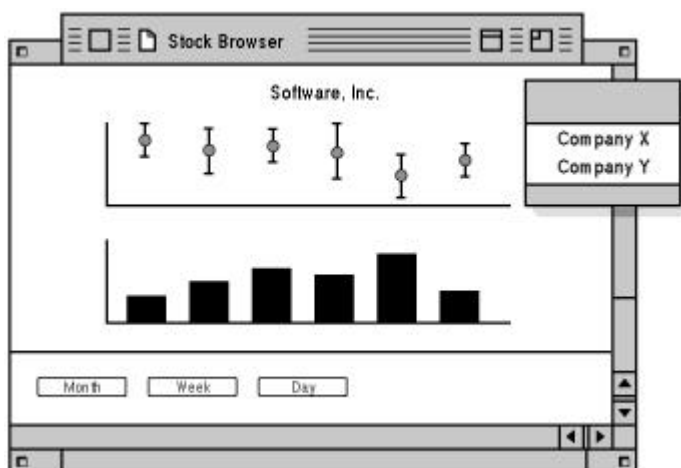 Stock Browser
Software, Inc.
Company X
Company Y
Month
Week
Day